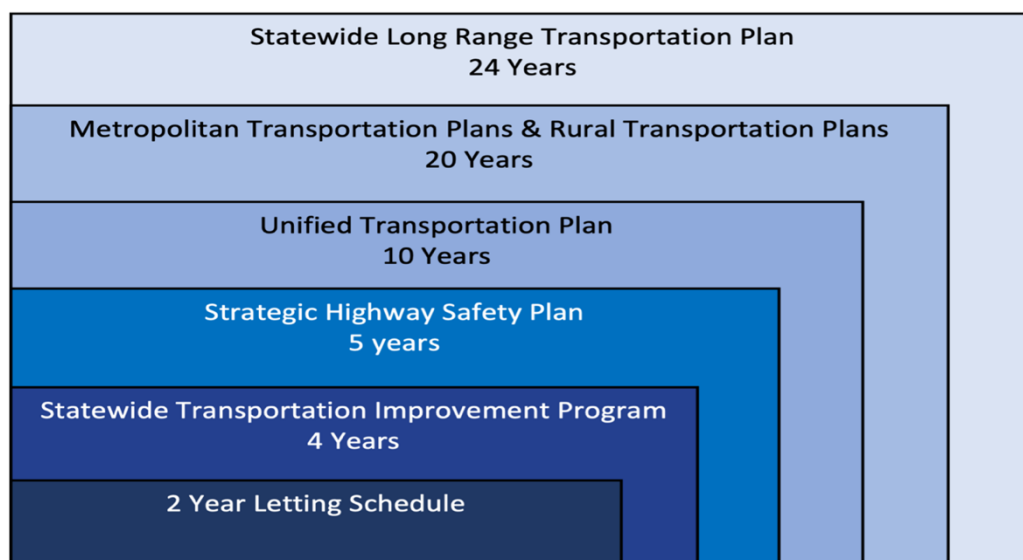 Statewide Long Range Transportation Plan
24 Years
Metropolitan Transportation Plans & Rural Transportation Plans
20 Years
Unified Transportation Plan
10 Years
Strategic Highway Safety Plan
5 years
Statewide Transportation Improvement Program
4 Years
2 Year Letting Schedule